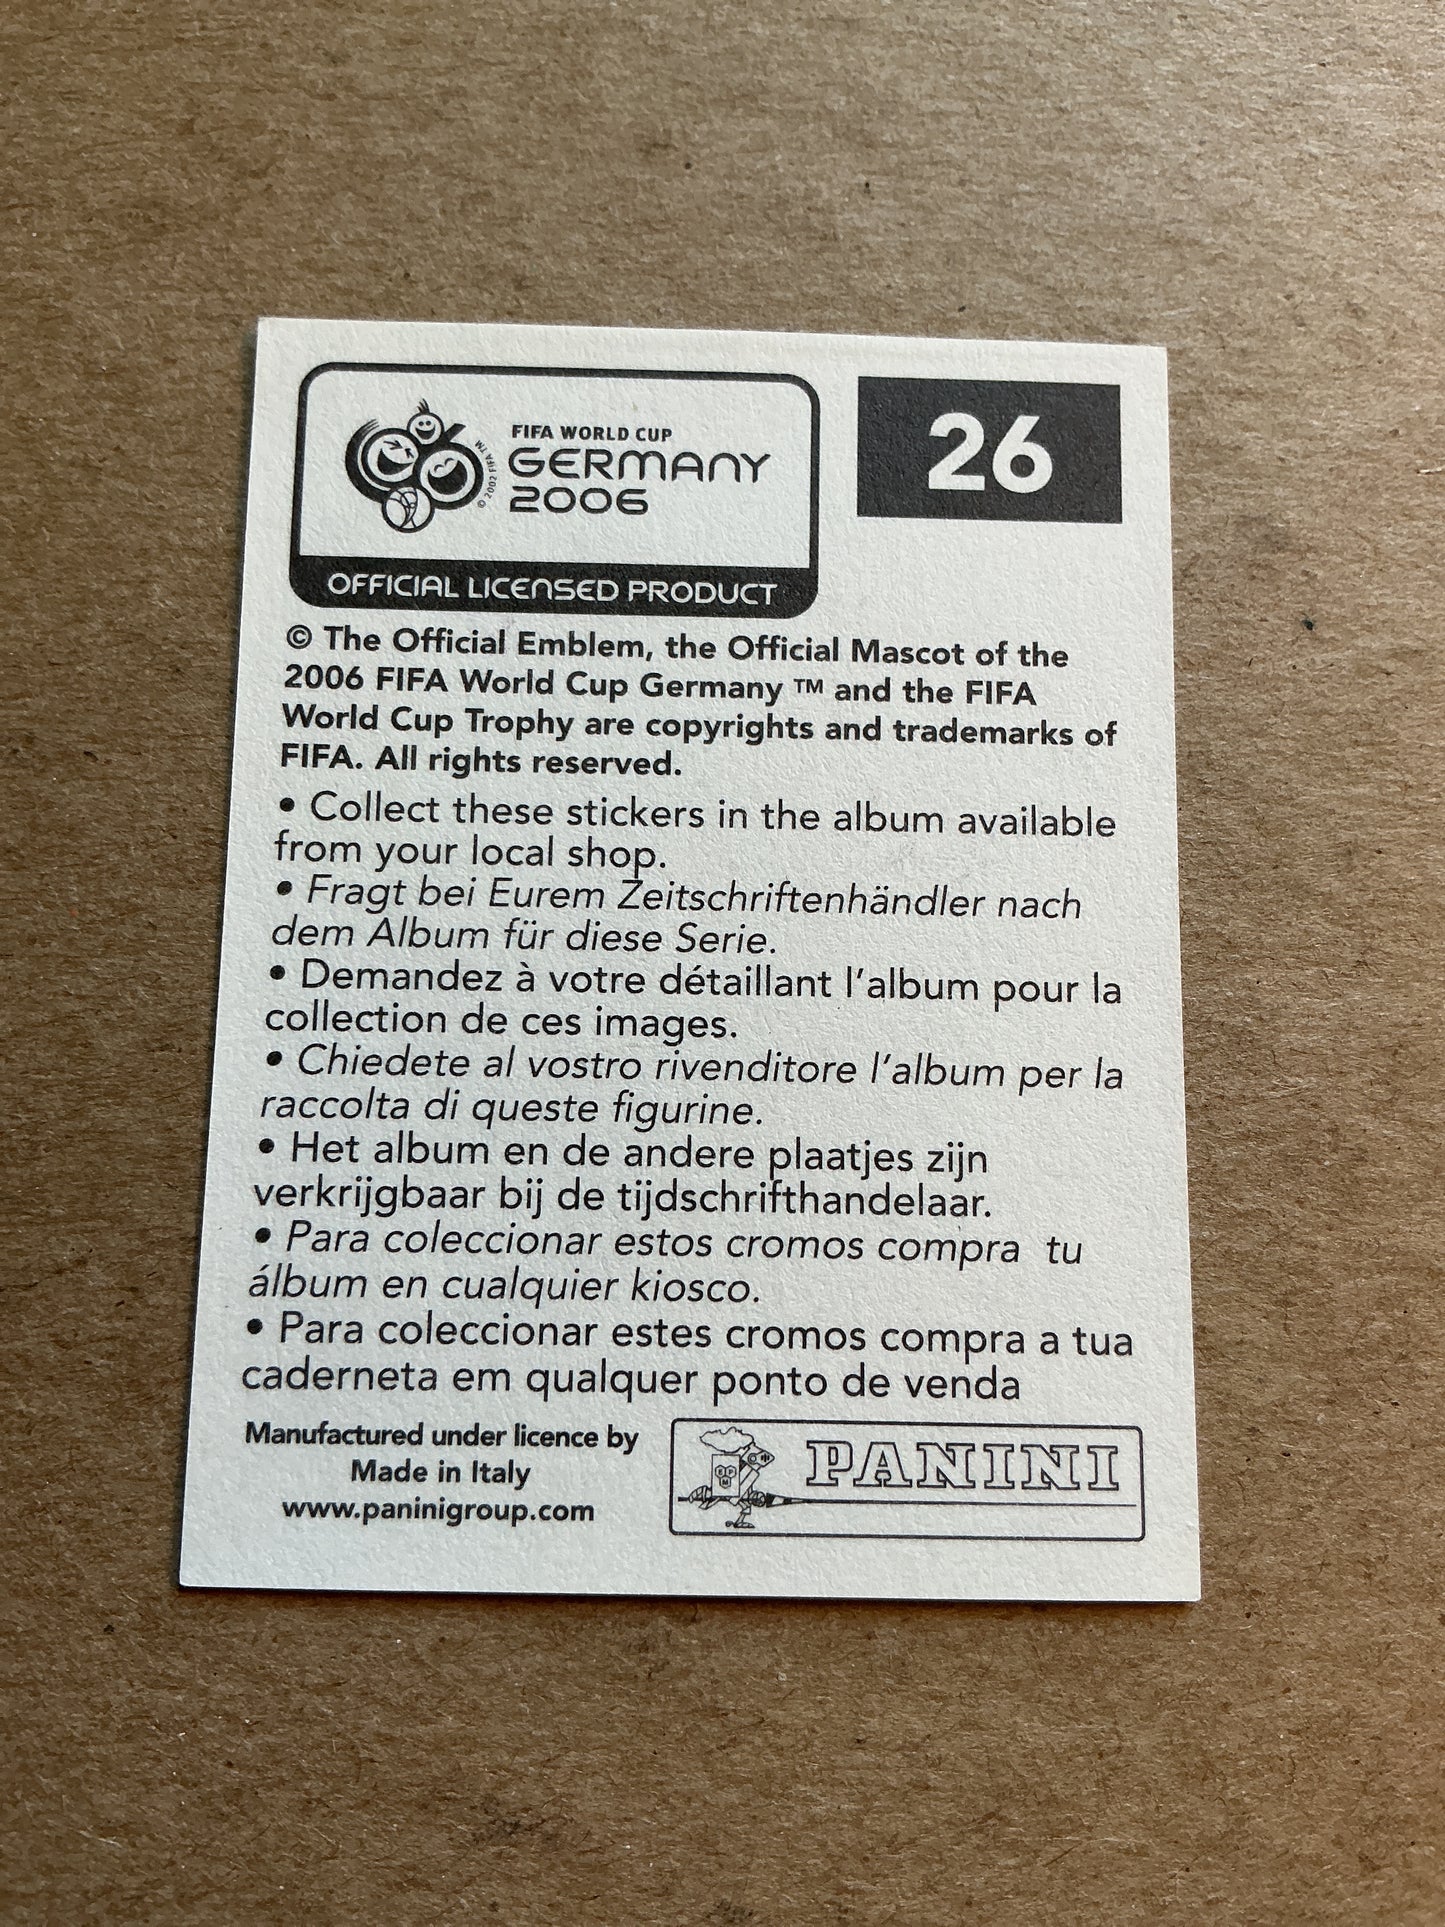 FIFA WORLD CUP
GERMANY
2006
© 2002 FIFA TM
26
OFFICIAL LICENSED PRODUCT
© The Official Emblem, the Official Mascot of the
2006 FIFA World Cup Germany ™ and the FIFA
World Cup Trophy are copyrights and trademarks of
FIFA. All rights reserved.
• Collect these stickers in the album available
from your local shop.
• Fragt bei Eurem Zeitschriftenhändler nach
dem Album für diese Serie.
• Demandez à votre détaillant l’album pour la
collection de ces images.
• Chiedete al vostro rivenditore l’album per la
raccolta di queste figurine.
• Het album en de andere plaatjes zijn
verkrijgbaar bij de tijdschrifthandelaar.
• Para coleccionar estos cromos compra  tu
álbum en cualquier kiosco.
• Para coleccionar estes cromos compra a tua
caderneta em qualquer ponto de venda
Manufactured under licence by
Made in Italy
www.paninigroup.com
PANINI